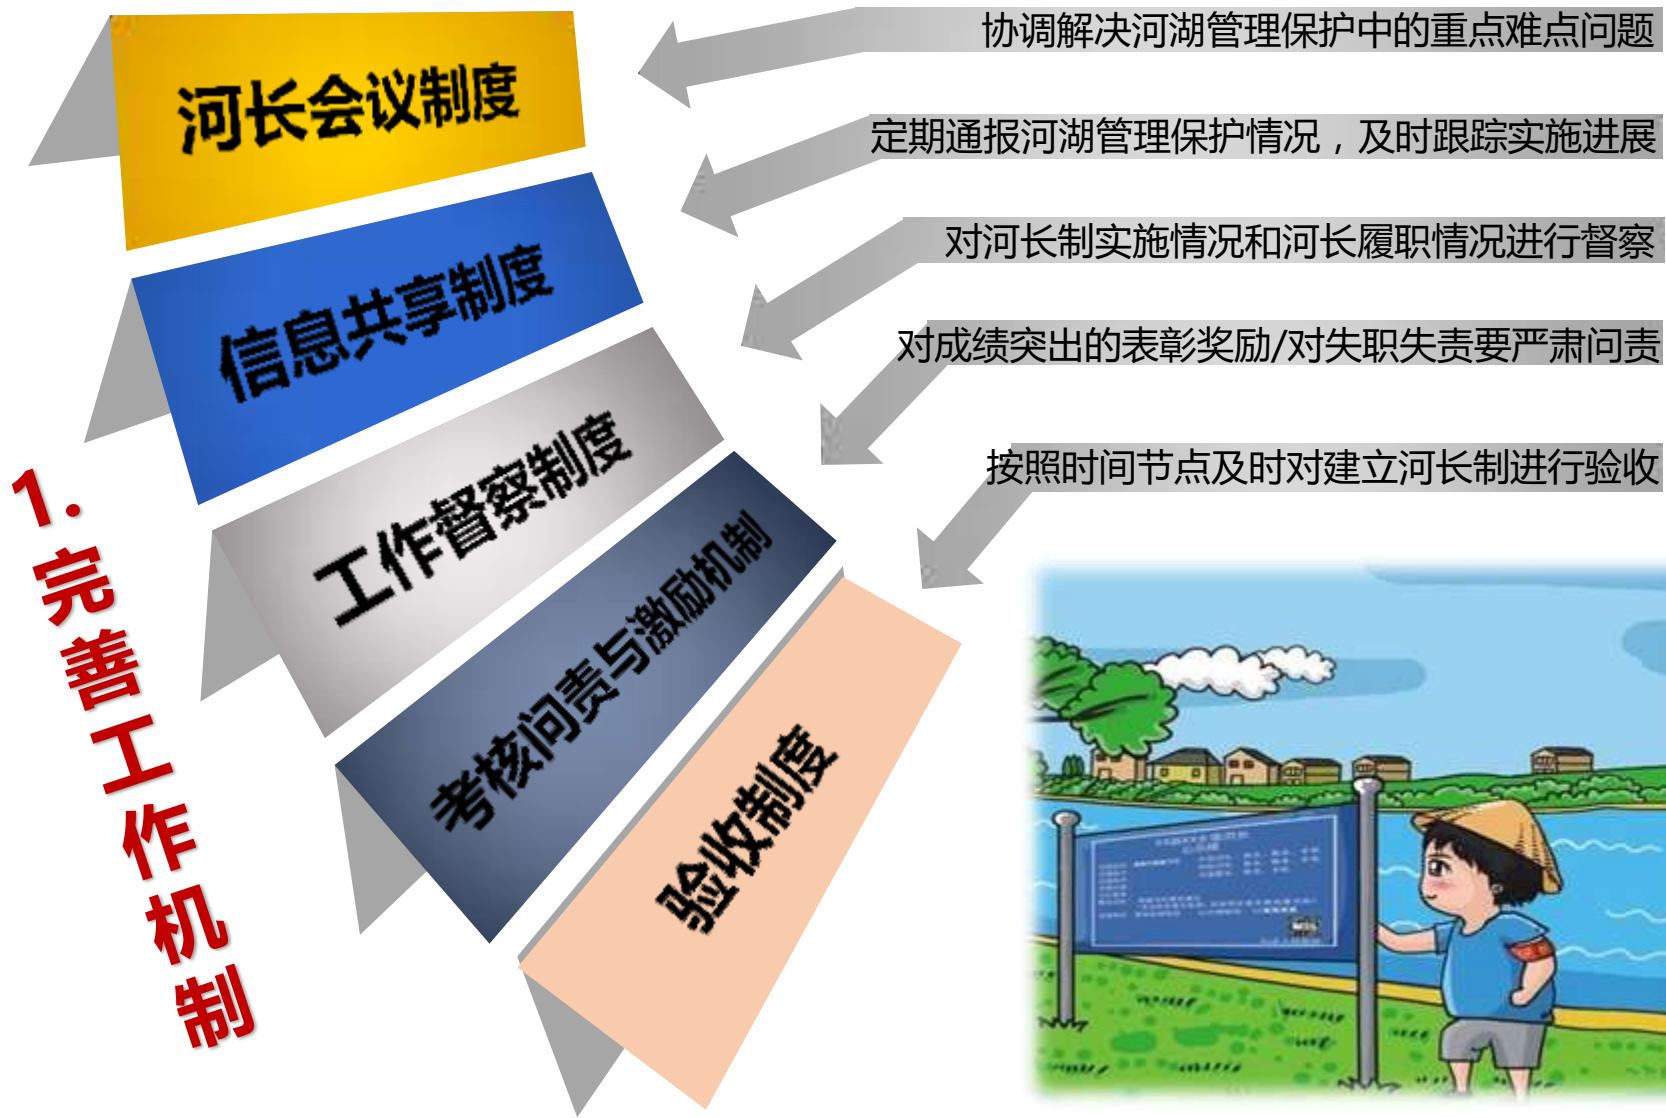 河长会议制度
协调解决河湖管理保护中的重点难点问题
信息共享制度
定期通报河湖管理保护情况，及时跟踪实施进展
工作督察制度
对河长制实施情况和河长履职情况进行督察
考核问责与激励机制
对成绩突出的表彰奖励/对失职失责要严肃问责
验收制度
按照时间节点及时对建立河长制进行验收
1.完善工作机制